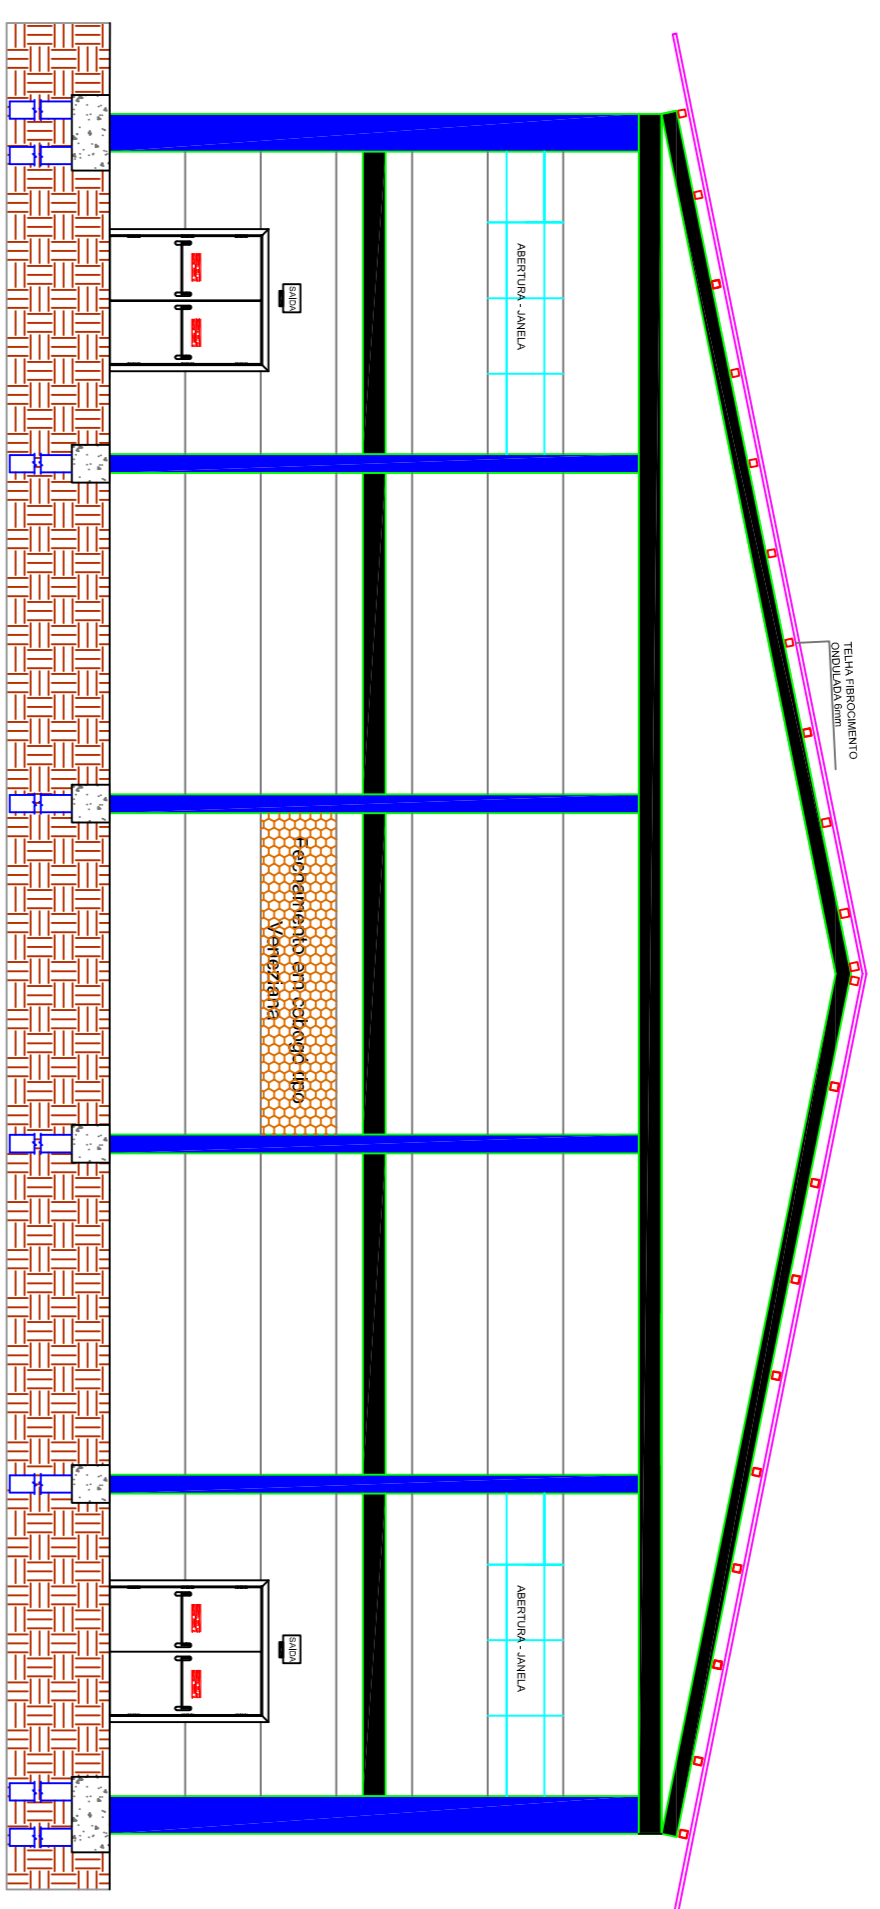 TELHA FIBROCIMENTO
ONDULADA 6mm
ABERTURA - JANELA
ABERTURA - JANELA
SAÍDA
SAÍDA
Fechamento em cobogó tipo
Veneziana